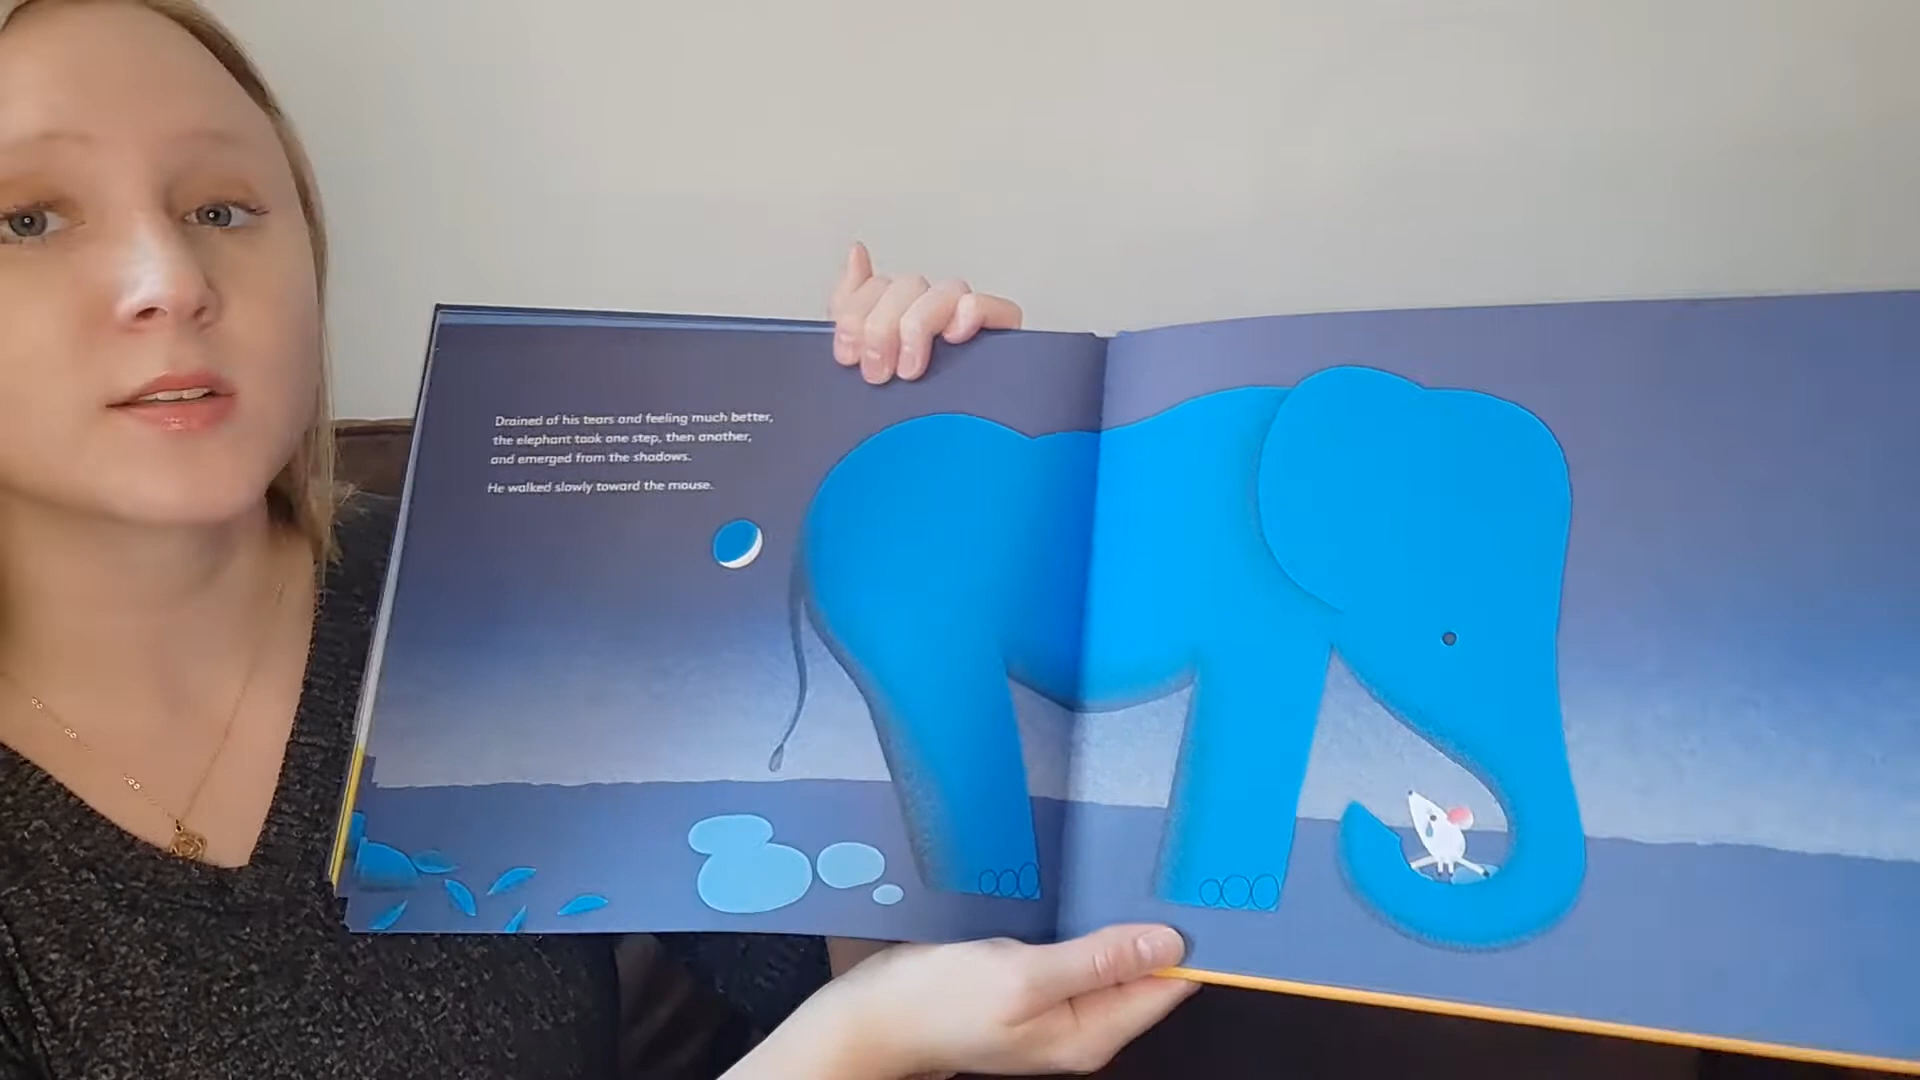 Drained of his tears and feeling much better,
the elephant took one step, then another,
and emerged from the shadows.
He walked slowly toward the mouse.